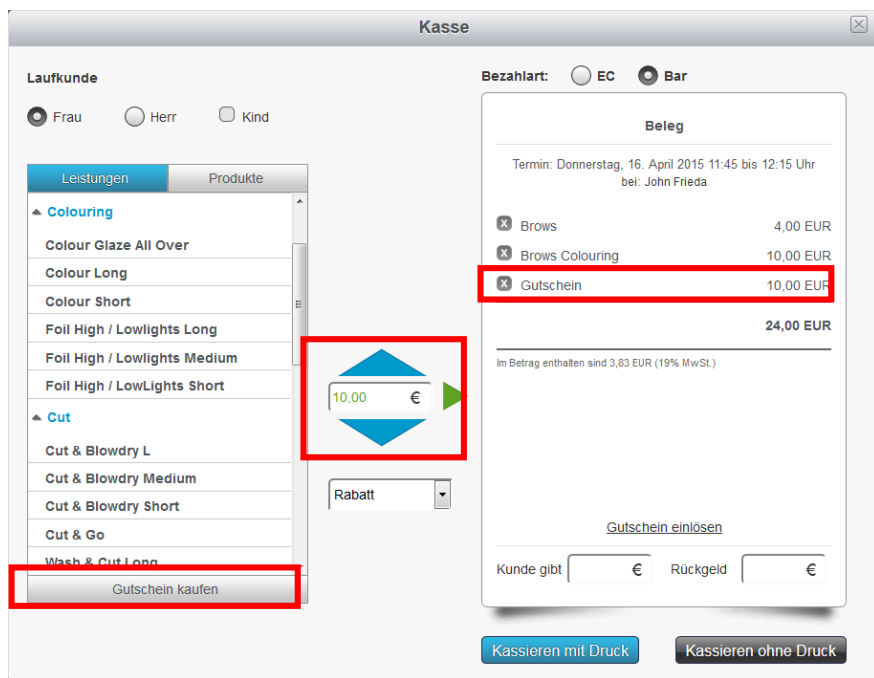 Kasse
Laufkunde
Frau Herr Kind
Leistungen Produkte
Colouring
Colour Glaze All Over
Colour Long
Colour Short
Foil High / Lowlights Long
Foil High / Lowlights Medium
Foil High / LowLights Short
Cut
Cut & Blowdry L
Cut & Blowdry Medium
Cut & Blowdry Short
Cut & Go
Wash & Cut Long
Gutschein kaufen
10,00 €
Rabatt
Bezahlart: EC Bar
Beleg
Termin: Donnerstag, 16. April 2015 11:45 bis 12:15 Uhr
bei: John Frieda
x Brows 4,00 EUR
x Brows Colouring 10,00 EUR
x Gutschein 10,00 EUR
24,00 EUR
Im Betrag enthalten sind 3,83 EUR (19% MwSt.)
Gutschein einlösen
Kunde gibt € Rückgeld €
Kassieren mit Druck Kassieren ohne Druck